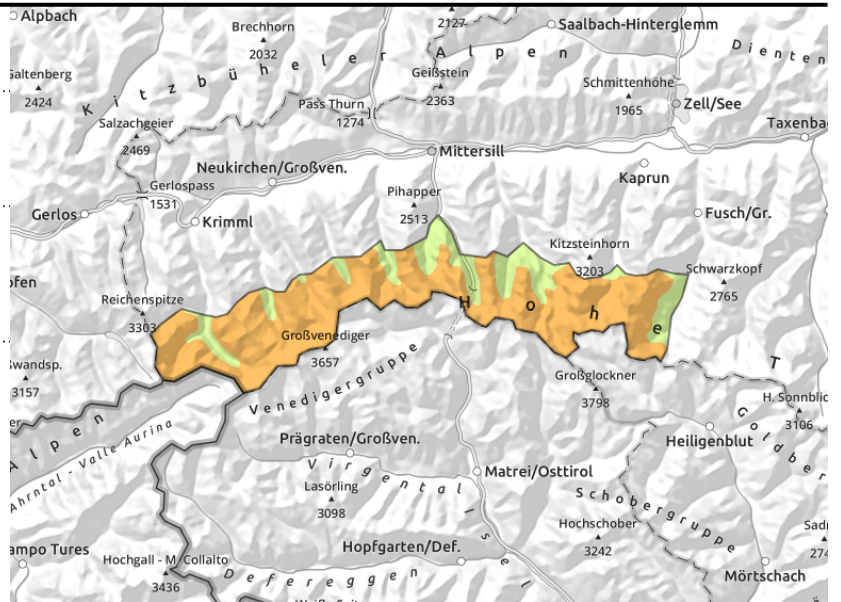 Alpbach
Brechhorn
2032
2127
Saalbach-Hinterglemm
Kitzbüheler Alpen
Dienten
Galtenberg
2424
Geißstein
2363
Schmittenhöhe
1965
Zell/See
Pass Thurn
1274
Salzachgeier
2469
Taxenba
Mittersill
Neukirchen/Großven.
Gerlospass
1531
Kaprun
Pihapper
2513
Gerlos
Krimml
Fusch/Gr.
Kitzsteinhorn
3203
Schwarzkopf
2765
ofen
Reichenspitze
3303
Hohe
T
Großvenediger
3657
Swandsp.
3157
Venedigergruppe
Großglockner
3798
H. Sonnblic
3106
Goldber
er
Alpen
Ahrntal - Valle Aurina
Prägraten/Großven.
Heiligenblut
Virgental
Matrei/Osttirol
Lasörling
3098
Isel
Schobergruppe
Hochschober
3242
Sadn
274
ampo Tures
Hochgall - M. Collalto
3436
Hopfgarten/Def.
Defereggen
Mörtschach